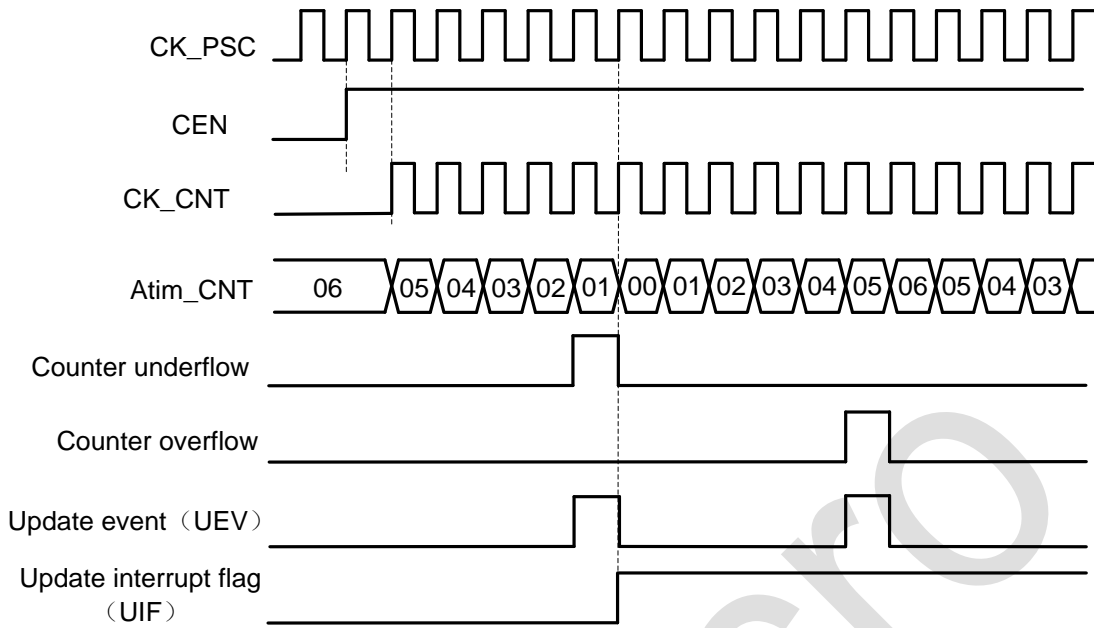 CK_PSC
CEN
CK_CNT
Atim_CNT 06 05 04 03 02 01 00 01 02 03 04 05 06 05 04 03
Counter underflow
Counter overflow
Update event（UEV）
Update interrupt flag
（UIF）